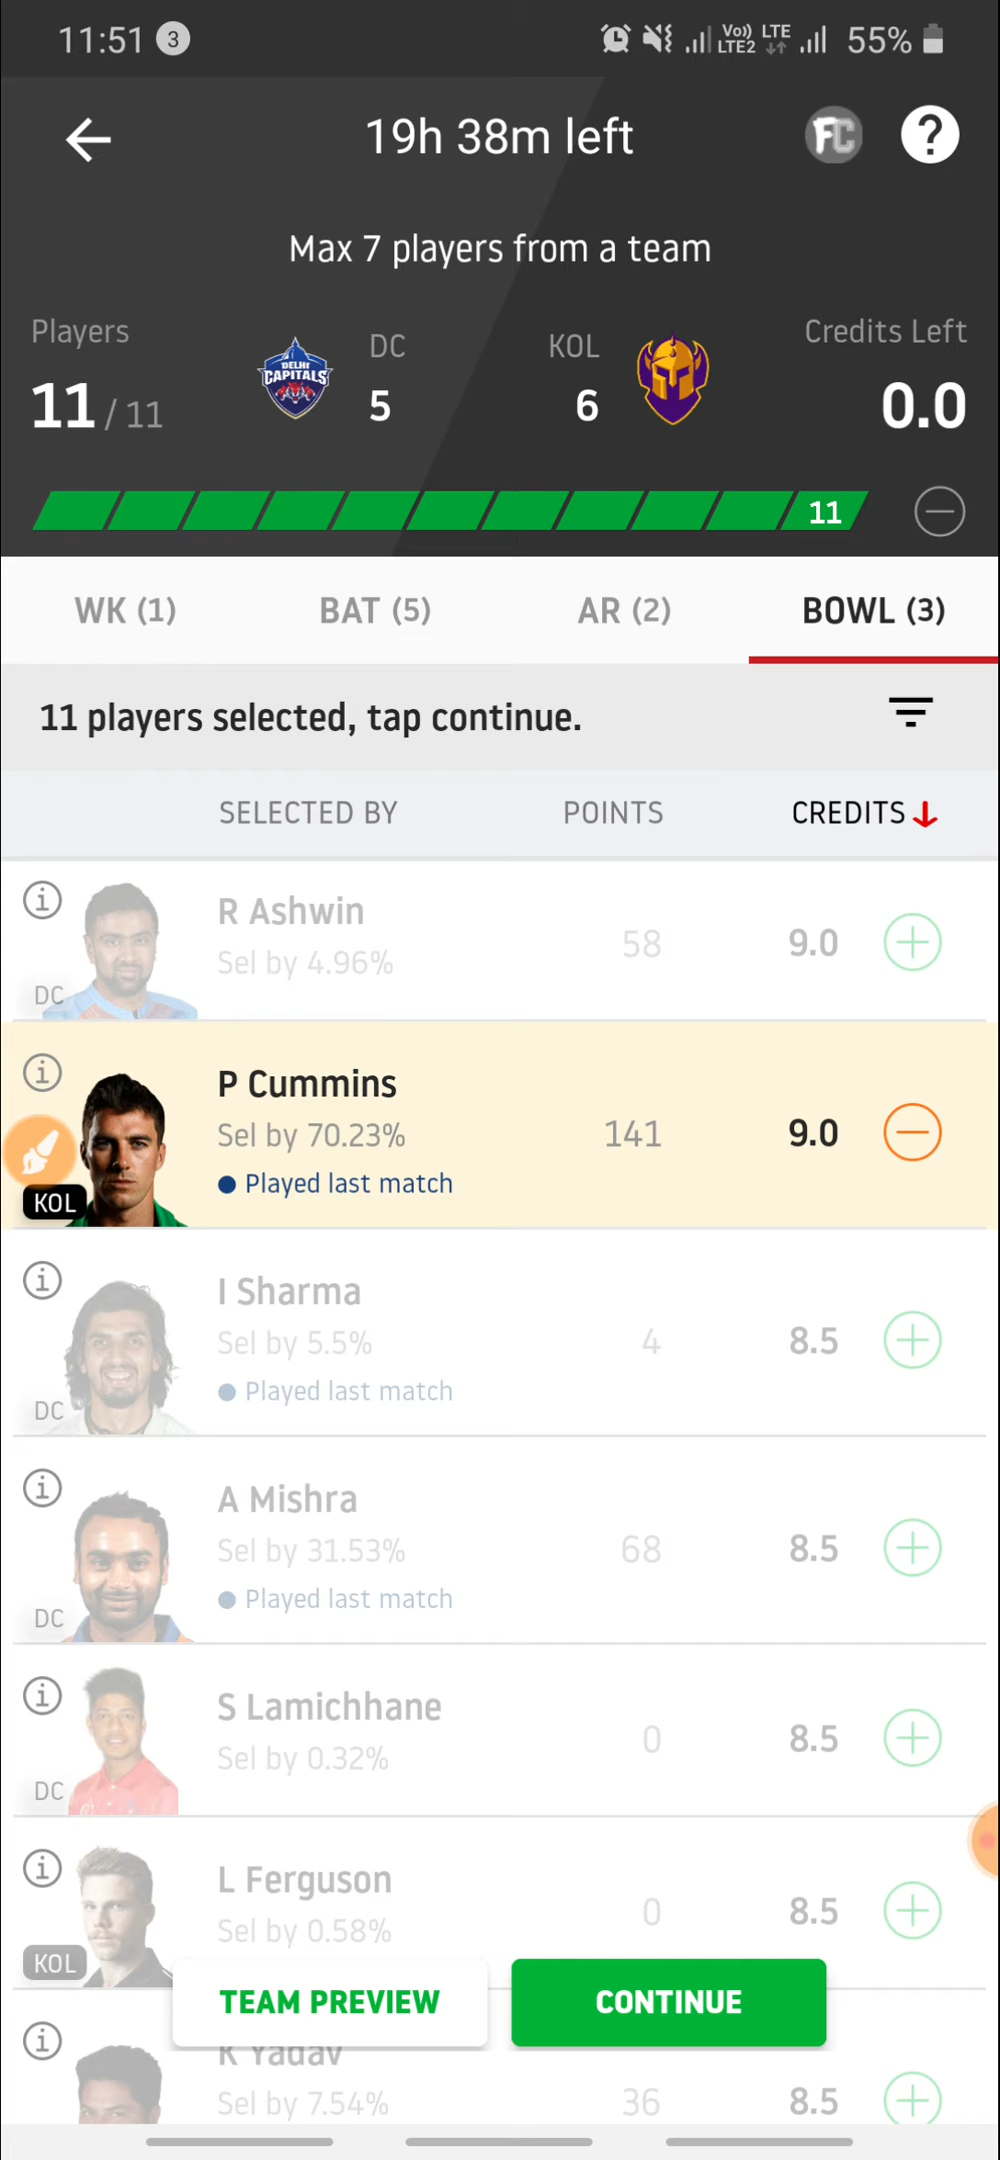 11:51 3 Vo)) LTE2 LTE 55%
19h 38m left FC ?
Max 7 players from a team
Players DC KOL Credits Left
11 / 11 DELHI CAPITALS 5 6 0.0
11
WK (1) BAT (5) AR (2) BOWL (3)
11 players selected, tap continue.
SELECTED BY POINTS CREDITS
R Ashwin
Sel by 4.96% 58 9.0
DC
P Cummins
Sel by 70.23% 141 9.0
Played last match
KOL
I Sharma
Sel by 5.5% 4 8.5
Played last match
DC
A Mishra
Sel by 31.53% 68 8.5
Played last match
DC
S Lamichhane
Sel by 0.32% 0 8.5
DC
L Ferguson
Sel by 0.58% 0 8.5
KOL
TEAM PREVIEW CONTINUE
K Yadav
Sel by 7.54% 36 8.5